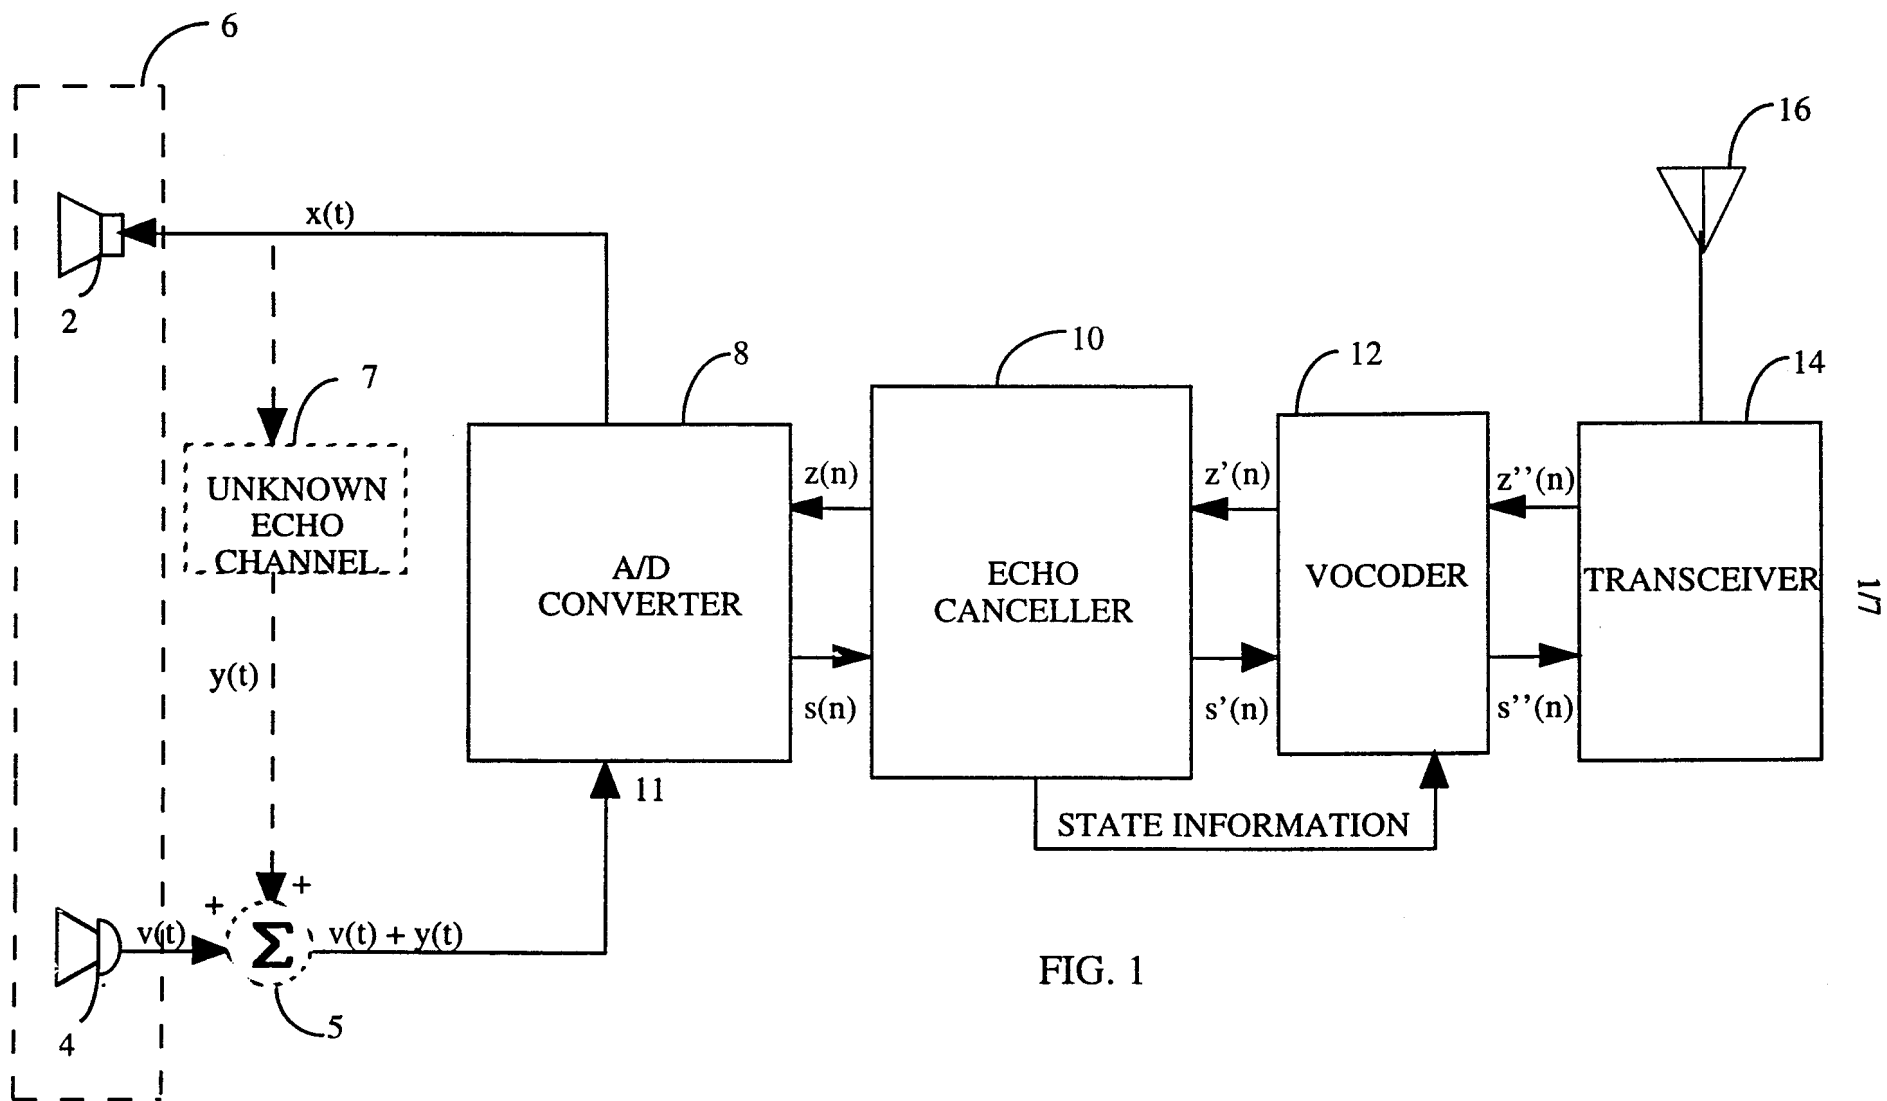 6
16
x(t)
2
10
8
12
7
14
z(n)
z'(n)
z''(n)
UNKNOWN
ECHO
CHANNEL
A/D
CONVERTER
ECHO
CANCELLER
VOCODER
TRANSCEIVER
1/7
y(t)
s(n)
s'(n)
s''(n)
11
STATE INFORMATION
+
+
v(t)
Σ
v(t) + y(t)
FIG. 1
4
5